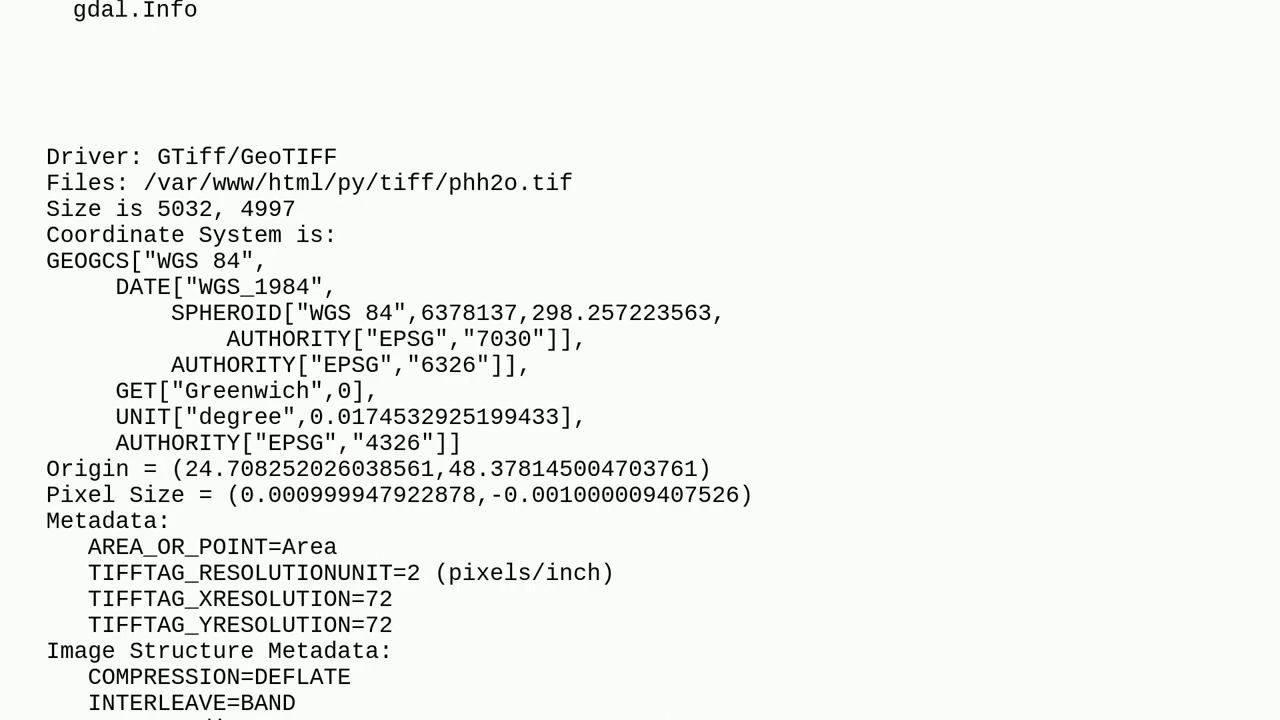 gdal.Info
Driver: GTiff/GeoTIFF
Files: /var/www/html/py/tiff/phh2o.tif
Size is 5032, 4997
Coordinate System is:
GEOGCS["WGS 84",
DATE["WGS_1984",
SPHEROID["WGS 84",6378137,298.257223563,
AUTHORITY["EPSG","7030"]],
AUTHORITY["EPSG","6326"]],
GET["Greenwich",0],
UNIT["degree",0.0174532925199433],
AUTHORITY["EPSG","4326"]]
Origin = (24.708252026038561,48.378145004703761)
Pixel Size = (0.000999947922878,-0.001000009407526)
Metadata:
AREA_OR_POINT=Area
TIFFTAG_RESOLUTIONUNIT=2 (pixels/inch)
TIFFTAG_XRESOLUTION=72
TIFFTAG_YRESOLUTION=72
Image Structure Metadata:
COMPRESSION=DEFLATE
INTERLEAVE=BAND